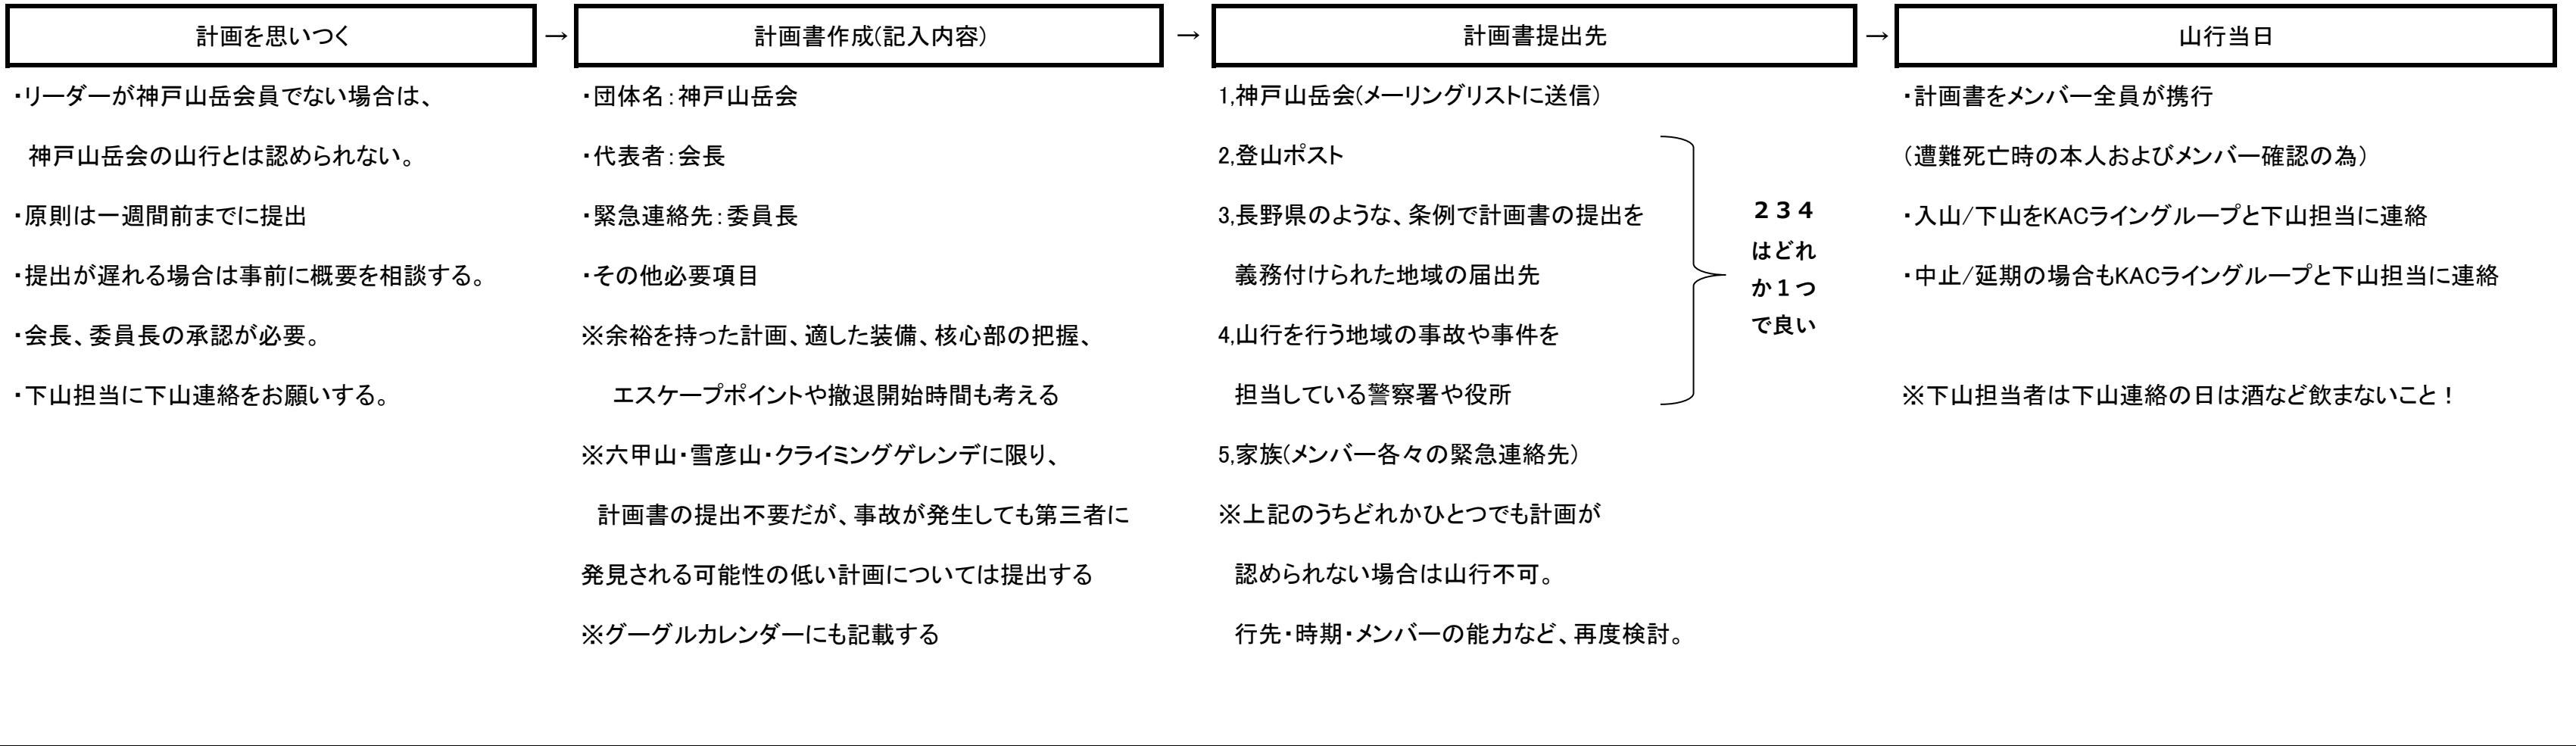 計画を思いつく
→
計画書作成(記入内容)
→
計画書提出先
→
山行当日
・リーダーが神戸山岳会員でない場合は、
神戸山岳会の山行とは認められない。
・原則は一週間前までに提出
・提出が遅れる場合は事前に概要を相談する。
・会長、委員長の承認が必要。
・下山担当に下山連絡をお願いする。
・団体名：神戸山岳会
・代表者：会長
・緊急連絡先：委員長
・その他必要項目
※余裕を持った計画、適した装備、核心部の把握、
エスケープポイントや撤退開始時間も考える
※六甲山・雪彦山・クライミングゲレンデに限り、
計画書の提出不要だが、事故が発生しても第三者に
発見される可能性の低い計画については提出する
※グーグルカレンダーにも記載する
1,神戸山岳会(メーリングリストに送信)
2,登山ポスト
3,長野県のような、条例で計画書の提出を
義務付けられた地域の届出先
4,山行を行う地域の事故や事件を
担当している警察署や役所
5,家族(メンバー各々の緊急連絡先)
※上記のうちどれかひとつでも計画が
認められない場合は山行不可。
行先・時期・メンバーの能力など、再度検討。
２３４
はどれ
か１つ
で良い
・計画書をメンバー全員が携行
(遭難死亡時の本人およびメンバー確認の為)
・入山/下山をKACライングループと下山担当に連絡
・中止/延期の場合もKACライングループと下山担当に連絡
※下山担当者は下山連絡の日は酒など飲まないこと！